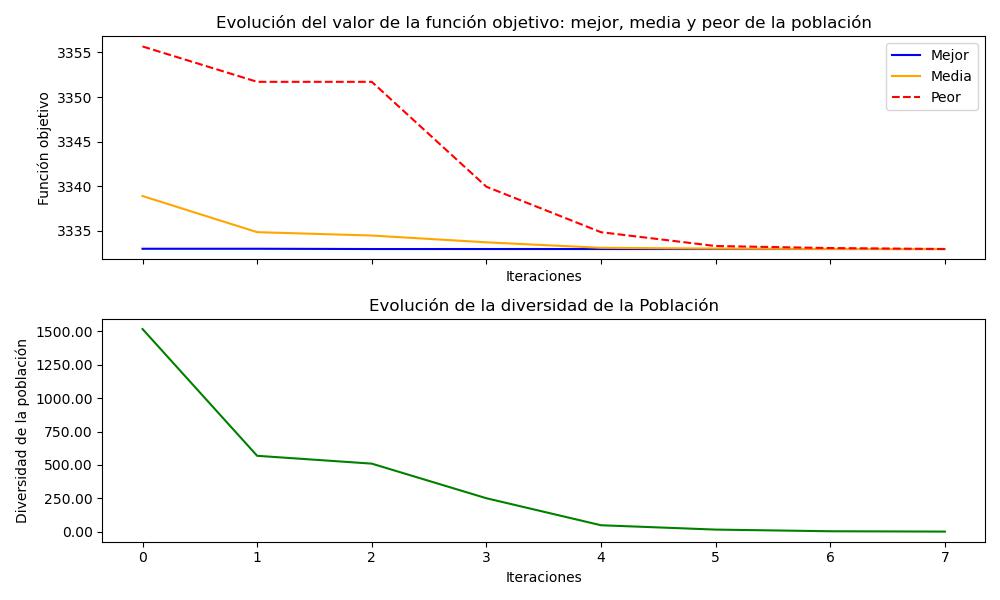 Evolución del valor de la función objetivo: mejor, media y peor de la población
3355
3350
3345
3340
3335
Función objetivo
Mejor
Media
Peor
Iteraciones
Evolución de la diversidad de la Población
1500.00
1250.00
1000.00
750.00
500.00
250.00
0.00
Diversidad de la población
0 1 2 3 4 5 6 7
Iteraciones